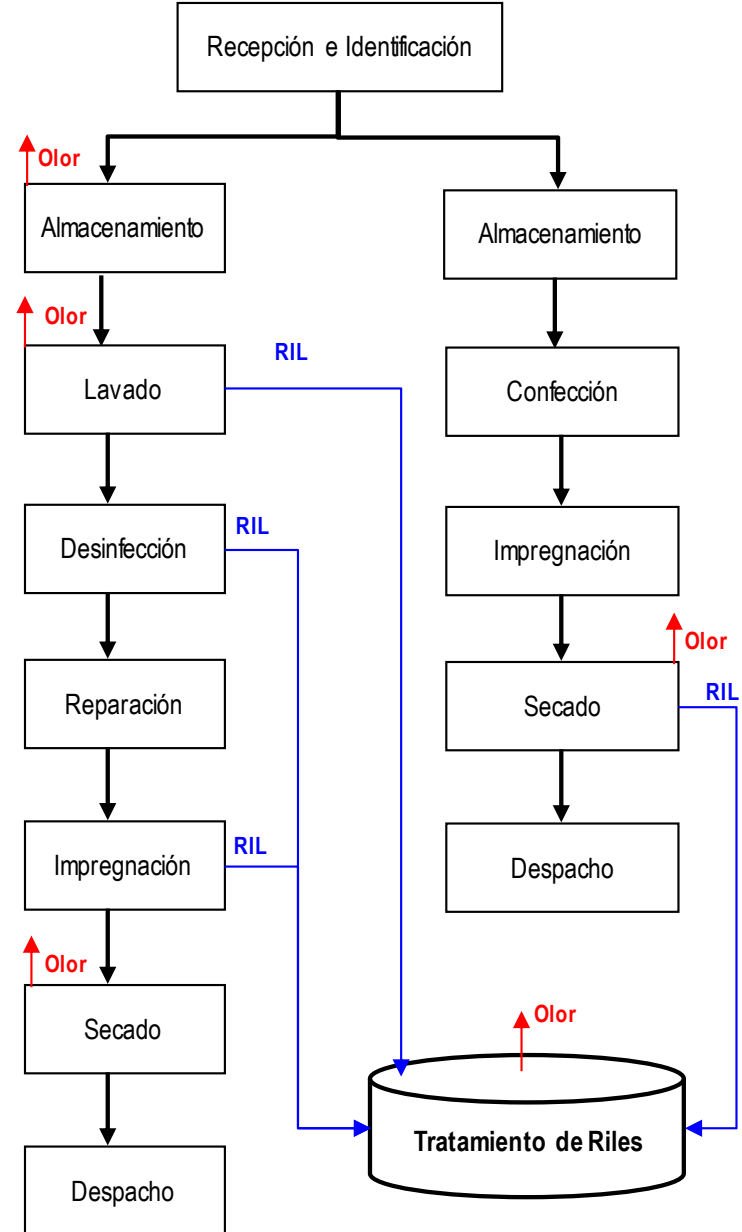 Recepción e Identificación
Olor
Almacenamiento
Almacenamiento
Olor
RIL
Lavado
Confección
RIL
Desinfección
Impregnación
Olor
Reparación
RIL
Secado
RIL
Impregnación
Despacho
Olor
Secado
Olor
Tratamiento de Riles
Despacho